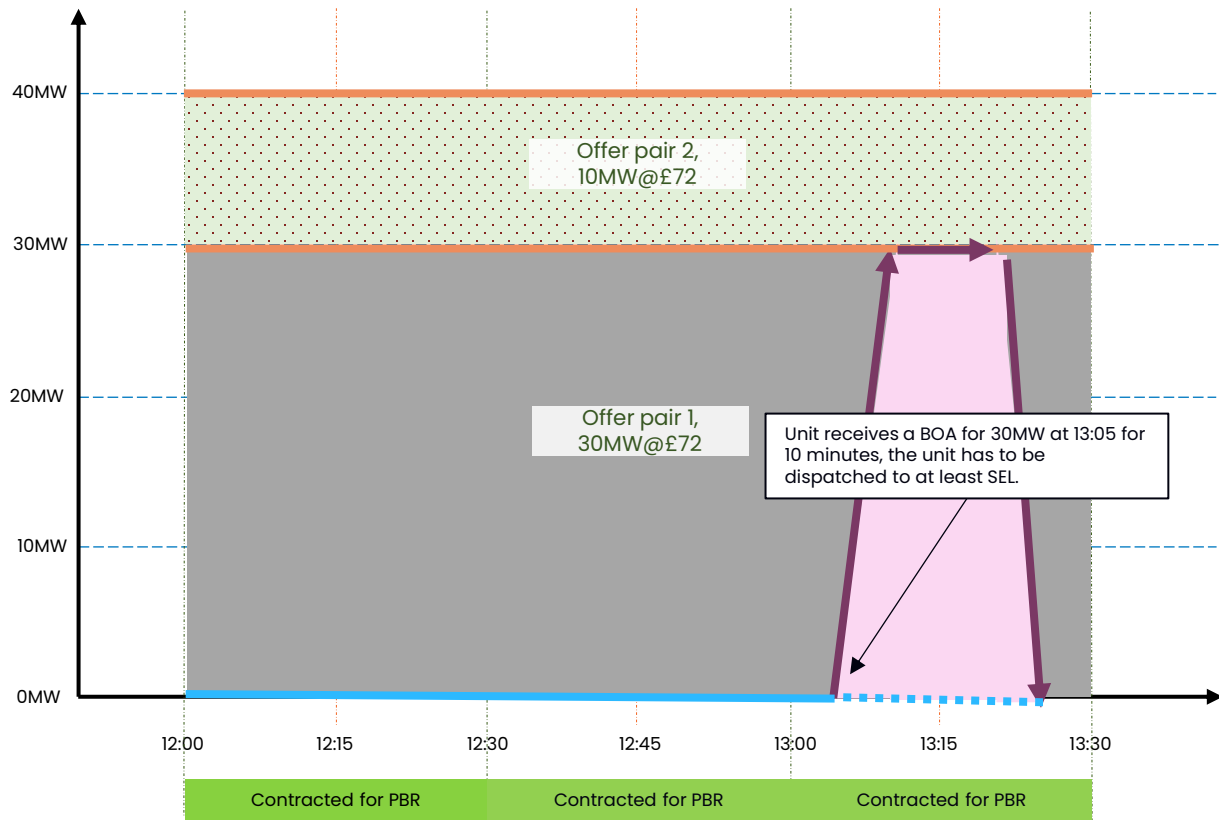 40MW
Offer pair 2,
10MW@£72
30MW
20MW
Offer pair 1,
30MW@£72
Unit receives a BOA for 30MW at 13:05 for
10 minutes, the unit has to be
dispatched to at least SEL.
10MW
0MW
12:00 12:15 12:30 12:45 13:00 13:15 13:30
Contracted for PBR Contracted for PBR Contracted for PBR